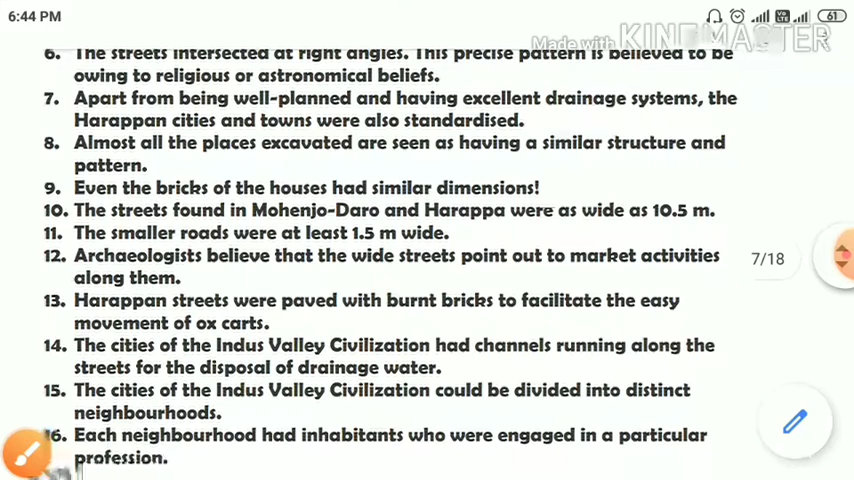 6:44 PM
61
Made with KINEMASTER
6. The streets intersected at right angles. This precise pattern is believed to be
owing to religious or astronomical beliefs.
7. Apart from being well-planned and having excellent drainage systems, the
Harappan cities and towns were also standardised.
8. Almost all the places excavated are seen as having a similar structure and
pattern.
9. Even the bricks of the houses had similar dimensions!
10. The streets found in Mohenjo-Daro and Harappa were as wide as 10.5 m.
11. The smaller roads were at least 1.5 m wide.
12. Archaeologists believe that the wide streets point out to market activities
along them.
7/18
13. Harappan streets were paved with burnt bricks to facilitate the easy
movement of ox carts.
14. The cities of the Indus Valley Civilization had channels running along the
streets for the disposal of drainage water.
15. The cities of the Indus Valley Civilization could be divided into distinct
neighbourhoods.
16. Each neighbourhood had inhabitants who were engaged in a particular
profession.